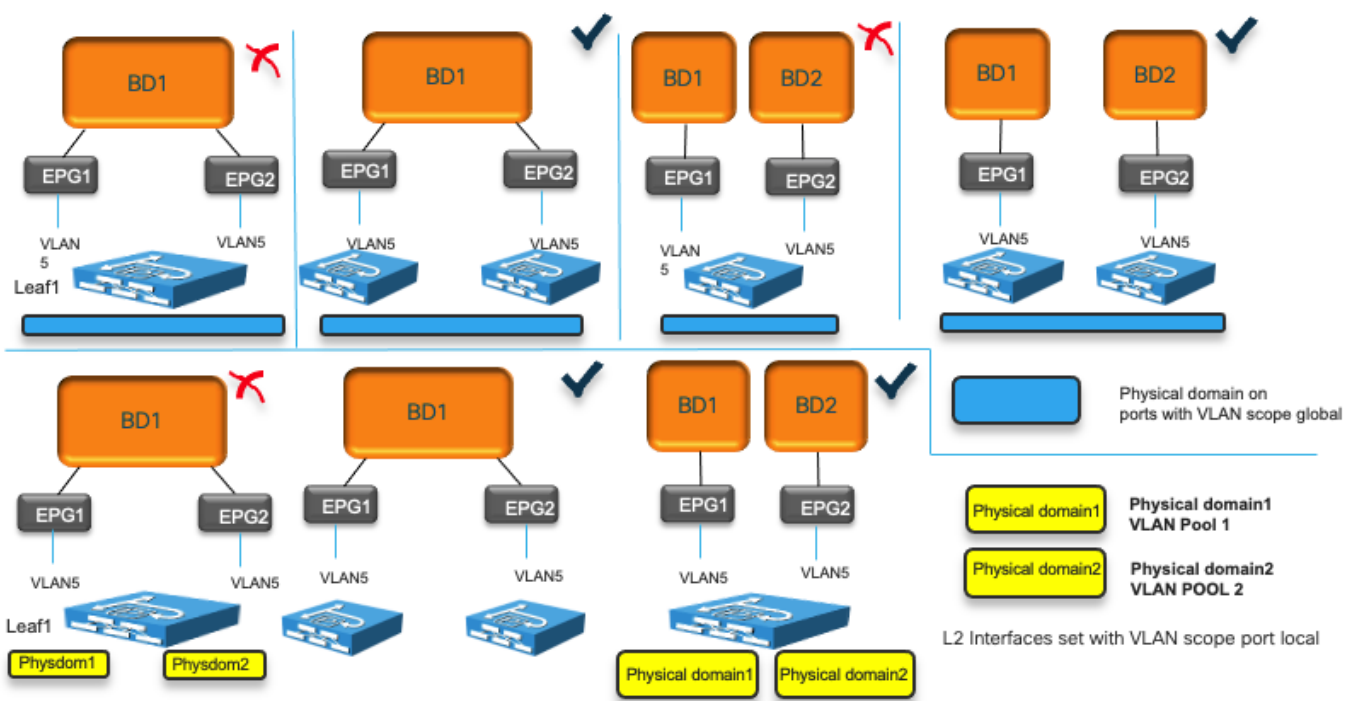 BD1
EPG1
EPG2
VLAN
5
VLAN5
Leaf1
BD1
EPG1
EPG2
VLAN5
VLAN5
BD1
BD2
EPG1
EPG2
VLAN
5
VLAN5
BD1
BD2
EPG1
EPG2
VLAN5
VLAN5
BD1
EPG1
EPG2
VLAN5
VLAN5
Leaf1
Physdom1
Physdom2
BD1
EPG1
EPG2
VLAN5
VLAN5
BD1
BD2
EPG1
EPG2
VLAN5
VLAN5
Physical domain1
Physical domain2
Physical domain on
ports with VLAN scope global
Physical domain1
Physical domain1
VLAN Pool 1
Physical domain2
Physical domain2
VLAN POOL 2
L2 Interfaces set with VLAN scope port local